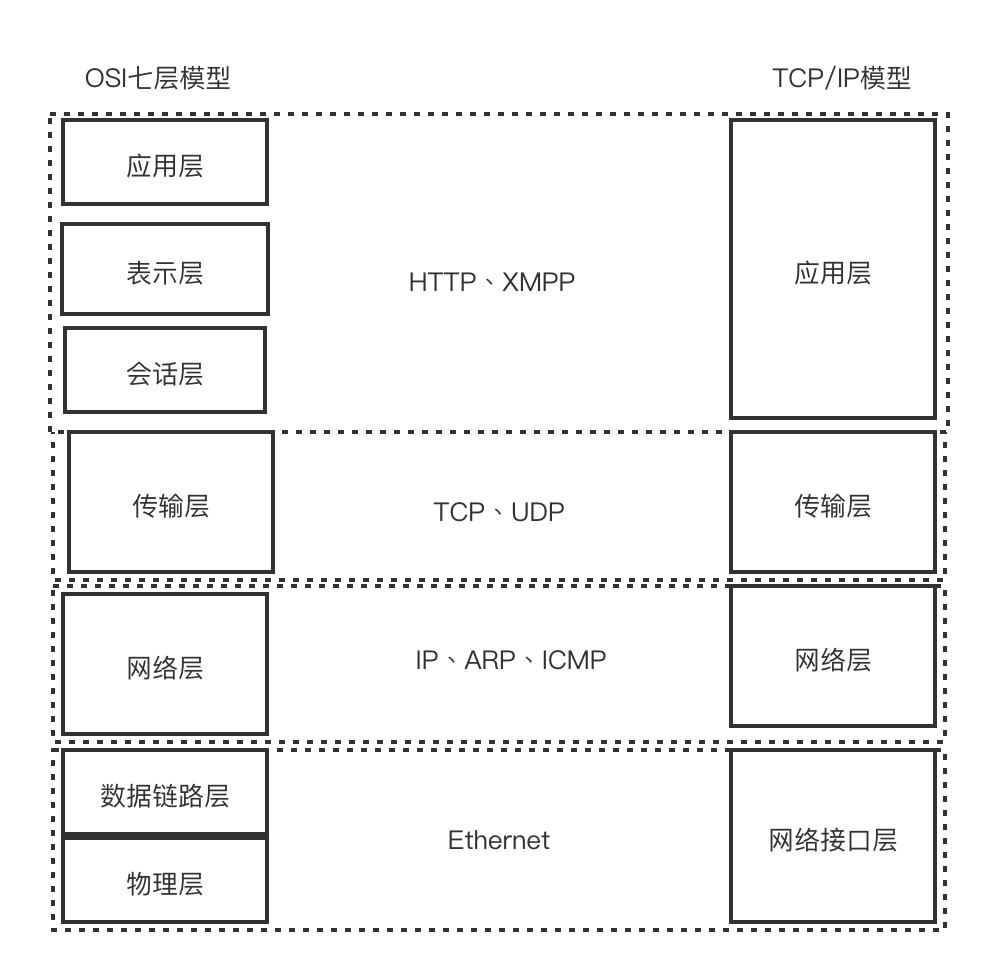 OSI七层模型
TCP/IP模型
应用层
表示层
会话层
HTTP、XMPP
应用层
传输层
TCP、UDP
传输层
网络层
IP、ARP、ICMP
网络层
数据链路层
物理层
Ethernet
网络接口层